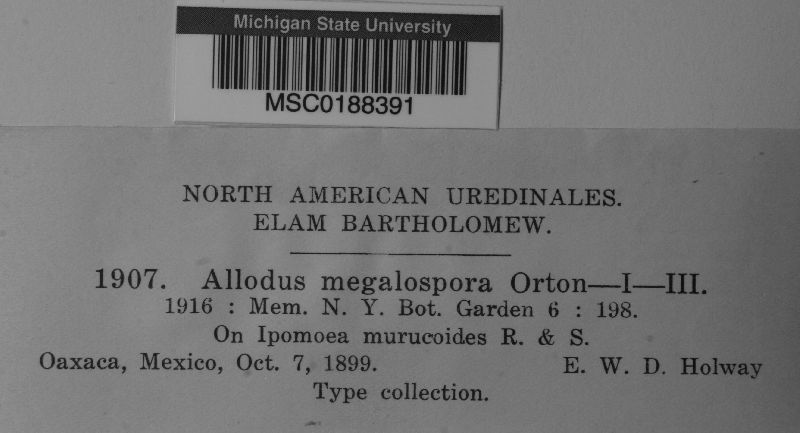 Michigan State University
MSC0188391
NORTH AMERICAN UREDINALES.
ELAM BARTHOLOMEW.
1907. Allodus megalospora Orton—I—III.
1916 : Mem. N. Y. Bot. Garden 6 : 198.
On Ipomoea murucoides R. & S.
Oaxaca, Mexico, Oct. 7, 1899. E. W. D. Holway
Type collection.